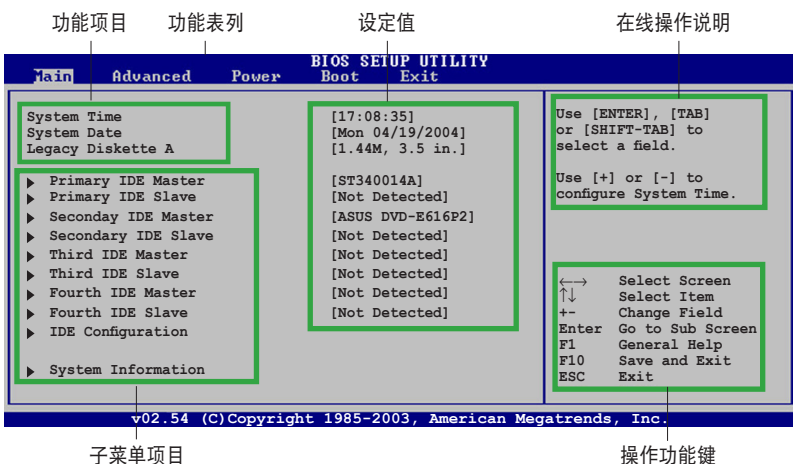 功能项目 功能表列 设定值 在线操作说明
BIOS SETUP UTILITY
Main Advanced Power Boot Exit
System Time [17:08:35]
System Date [Mon 04/19/2004]
Legacy Diskette A [1.44M, 3.5 in.]
Primary IDE Master [ST340014A]
Primary IDE Slave [Not Detected]
Seconday IDE Master [ASUS DVD-E616P2]
Secondary IDE Slave [Not Detected]
Third IDE Master [Not Detected]
Third IDE Slave [Not Detected]
Fourth IDE Master [Not Detected]
Fourth IDE Slave [Not Detected]
IDE Configuration
System Information
Use [ENTER], [TAB]
or [SHIFT-TAB] to
select a field.
Use [+] or [-] to
configure System Time.
←→ Select Screen
↑↓ Select Item
+- Change Field
Enter Go to Sub Screen
F1 General Help
F10 Save and Exit
ESC Exit
v02.54 (C)Copyright 1985-2003, American Megatrends, Inc.
子菜单项目 操作功能键